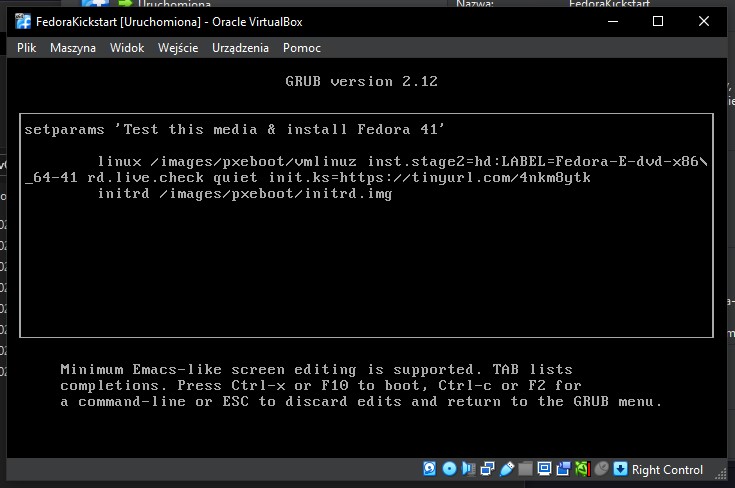 Uruchomiona
Nazwa:
FedoraKickstart
FedoraKickstart [Uruchomiona] - Oracle VirtualBox
Plik Maszyna Widok Wejście Urządzenia Pomoc
GRUB version 2.12
setparams 'Test this media & install Fedora 41'
linux /images/pxeboot/vmlinuz inst.stage2=hd:LABEL=Fedora-E-dvd-x86\
_64-41 rd.live.check quiet init.ks=https://tinyurl.com/4nkm8ytk
initrd /images/pxeboot/initrd.img
Minimum Emacs-like screen editing is supported. TAB lists
completions. Press Ctrl-x or F10 to boot, Ctrl-c or F2 for
a command-line or ESC to discard edits and return to the GRUB menu.
Right Control